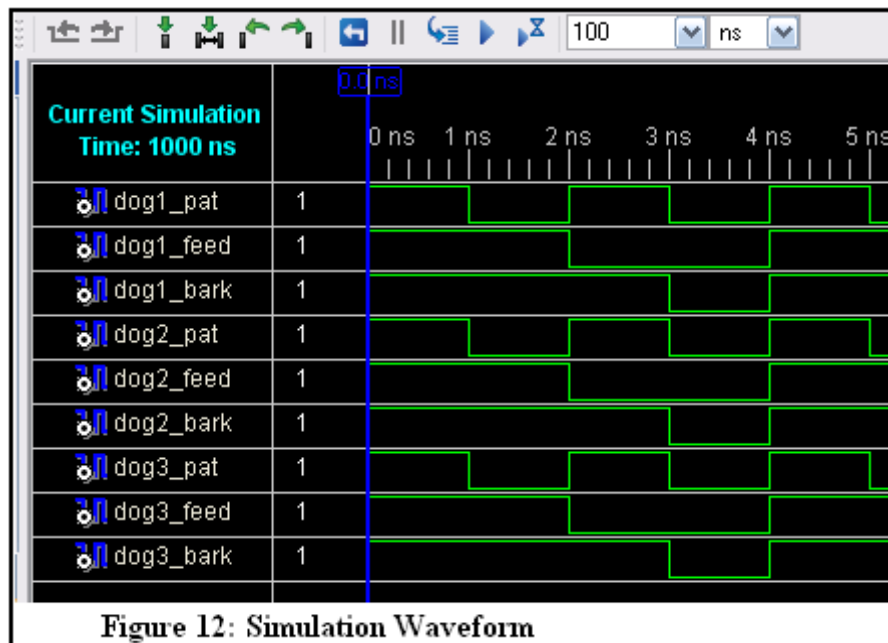 100 ns
0.0 ns
Current Simulation
Time: 1000 ns
0 ns 1 ns 2 ns 3 ns 4 ns 5 ns
dog1_pat 1
dog1_feed 1
dog1_bark 1
dog2_pat 1
dog2_feed 1
dog2_bark 1
dog3_pat 1
dog3_feed 1
dog3_bark 1
Figure 12: Simulation Waveform